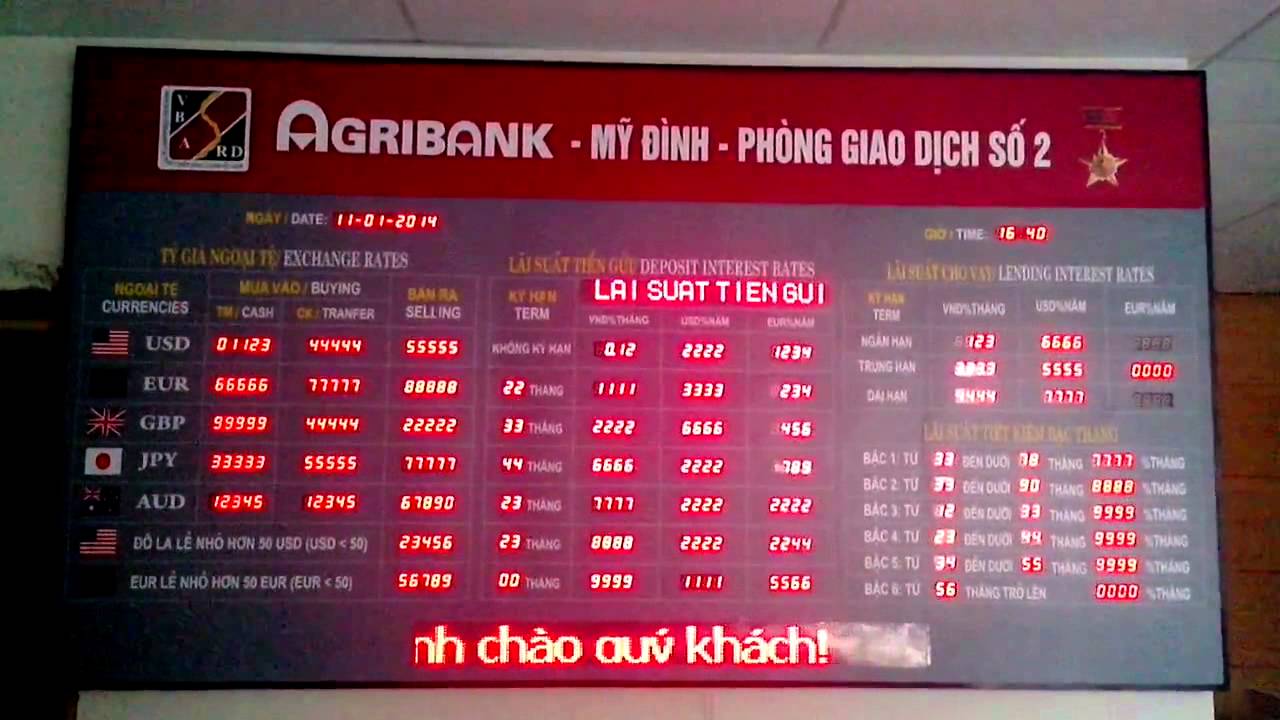 VBARD
AGRIBANK - MỸ ĐÌNH - PHÒNG GIAO DỊCH SỐ 2
NGÀY / DATE: 11-01-2014
GIỜ / TIME: 16 40
TỶ GIÁ NGOẠI TỆ/ EXCHANGE RATES
NGOẠI TỆ CURRENCIES
MUA VÀO / BUYING
BÁN RA SELLING
TM / CASH
CK / TRANFER
USD 01123 44444 55555
EUR 66666 77777 88888
GBP 99999 44444 22222
JPY 33333 55555 77777
AUD 12345 12345 67890
ĐÔ LA LẺ NHỎ HƠN 50 USD (USD < 50) 23456
EUR LẺ NHỎ HƠN 50 EUR (EUR < 50) 56789
LÃI SUẤT TIỀN GỬI/ DEPOSIT INTEREST RATES
LAI SUAT TIEN GUI
KỲ HẠN TERM
VND%THÁNG USD%NĂM EUR%NĂM
KHÔNG KỲ HẠN 0.12 2222 1234
22 THÁNG 1111 3333 234
33 THÁNG 2222 6666 456
44 THÁNG 6666 2222 789
23 THÁNG 7777 2222 2222
23 THÁNG 8888 2222 2244
00 THÁNG 9999 1111 5566
LÃI SUẤT CHO VAY/ LENDING INTEREST RATES
KỲ HẠN TERM
VND%THÁNG USD%NĂM EUR%NĂM
NGẮN HẠN 123 6666
TRUNG HẠN 5555 0000
DÀI HẠN 7777
LÃI SUẤT TIẾT KIỆM BẬC THANG
BẬC 1: TỪ 33 ĐẾN DƯỚI 78 THÁNG 7777 %THÁNG
BẬC 2: TỪ 33 ĐẾN DƯỚI 90 THÁNG 8888 %THÁNG
BẬC 3: TỪ 12 ĐẾN DƯỚI 33 THÁNG 9999 %THÁNG
BẬC 4: TỪ 23 ĐẾN DƯỚI 44 THÁNG 9999 %THÁNG
BẬC 5: TỪ 34 ĐẾN DƯỚI 55 THÁNG 9999 %THÁNG
BẬC 6: TỪ 56 THÁNG TRỞ LÊN 0000 %THÁNG
nh chào quý khách!